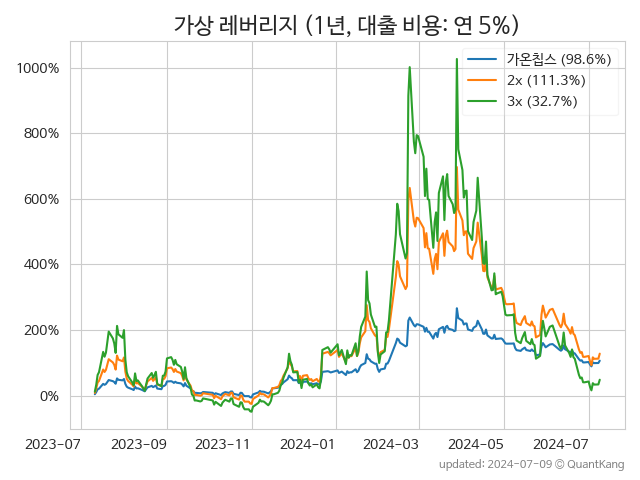 가상 레버리지 (1년, 대출 비용: 연 5%)
가온칩스 (98.6%)
2x (111.3%)
3x (32.7%)
1000%
800%
600%
400%
200%
0%
2023-07
2023-09
2023-11
2024-01
2024-03
2024-05
2024-07
updated: 2024-07-09 © QuantKang